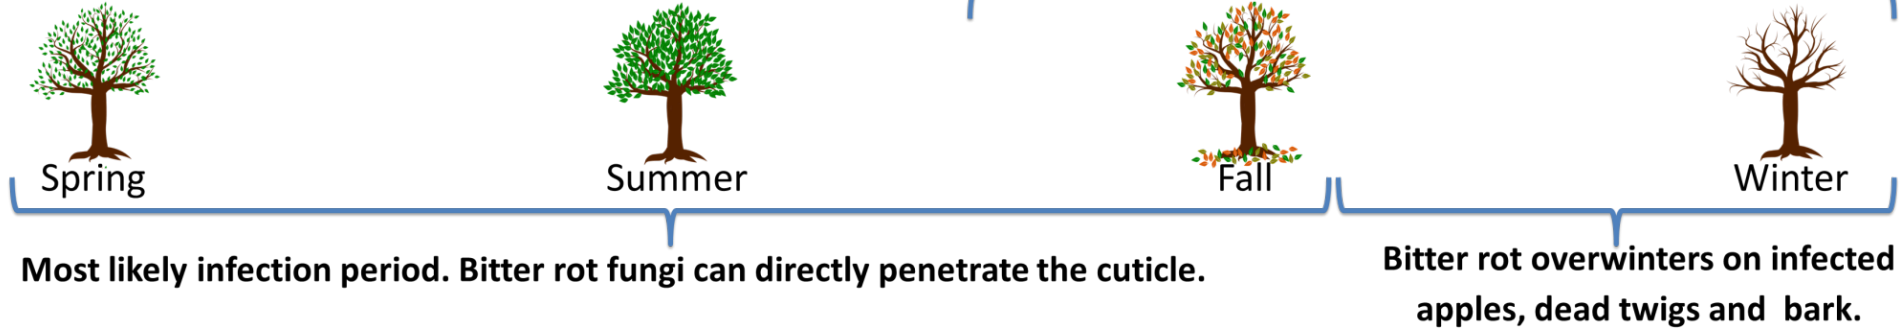 Spring
Summer
Fall
Winter
Most likely infection period. Bitter rot fungi can directly penetrate the cuticle.
Bitter rot overwinters on infected
apples, dead twigs and  bark.